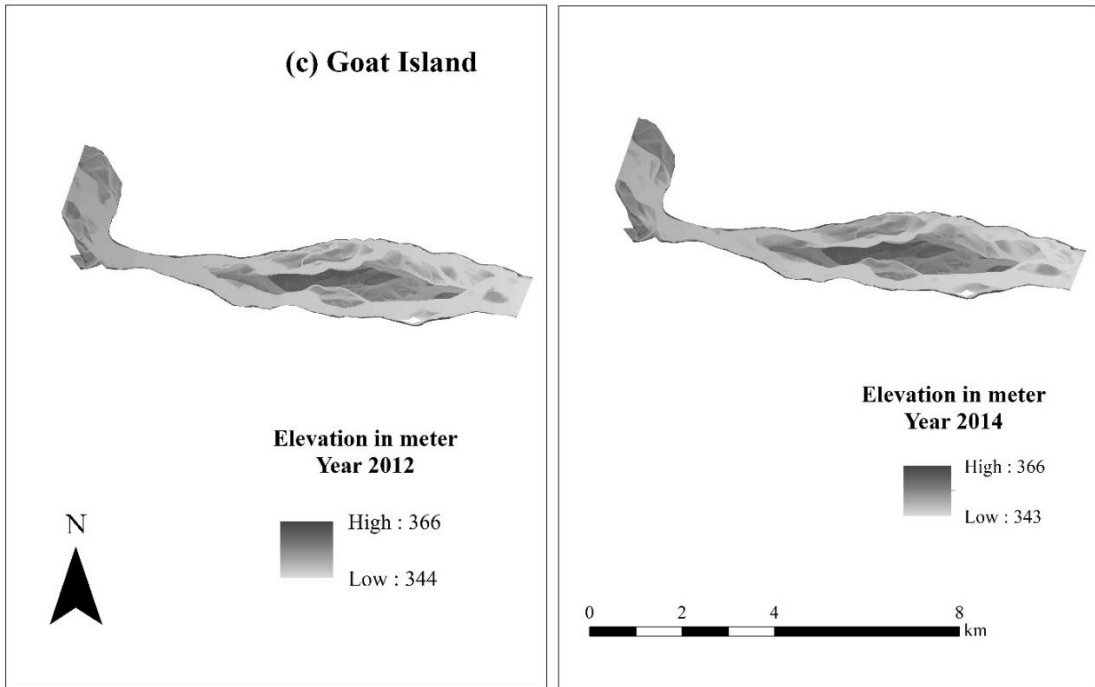 (c) Goat Island
Elevation in meter
Year 2012
High : 366
Low : 344
N
Elevation in meter
Year 2014
High : 366
Low : 343
0 2 4 8
km